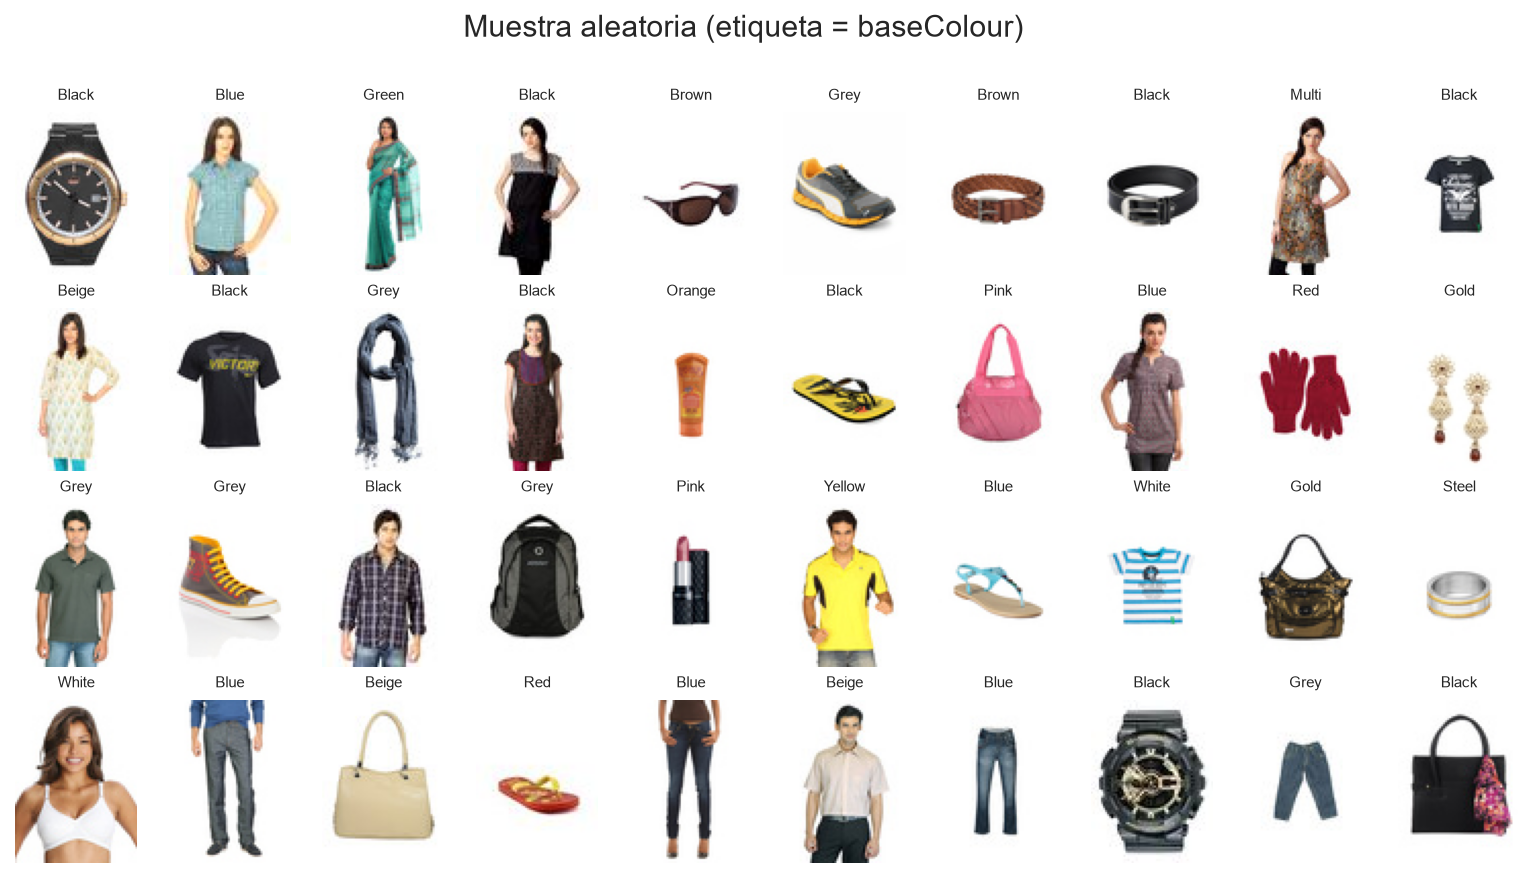 Muestra aleatoria (etiqueta = baseColour)
Black Blue Green Black Brown Grey Brown Black Multi Black
Beige Black Grey Black Orange Black Pink Blue Red Gold
VICTORY
Grey Grey Black Grey Pink Yellow Blue White Gold Steel
White Blue Beige Red Blue Beige Blue Black Grey Black